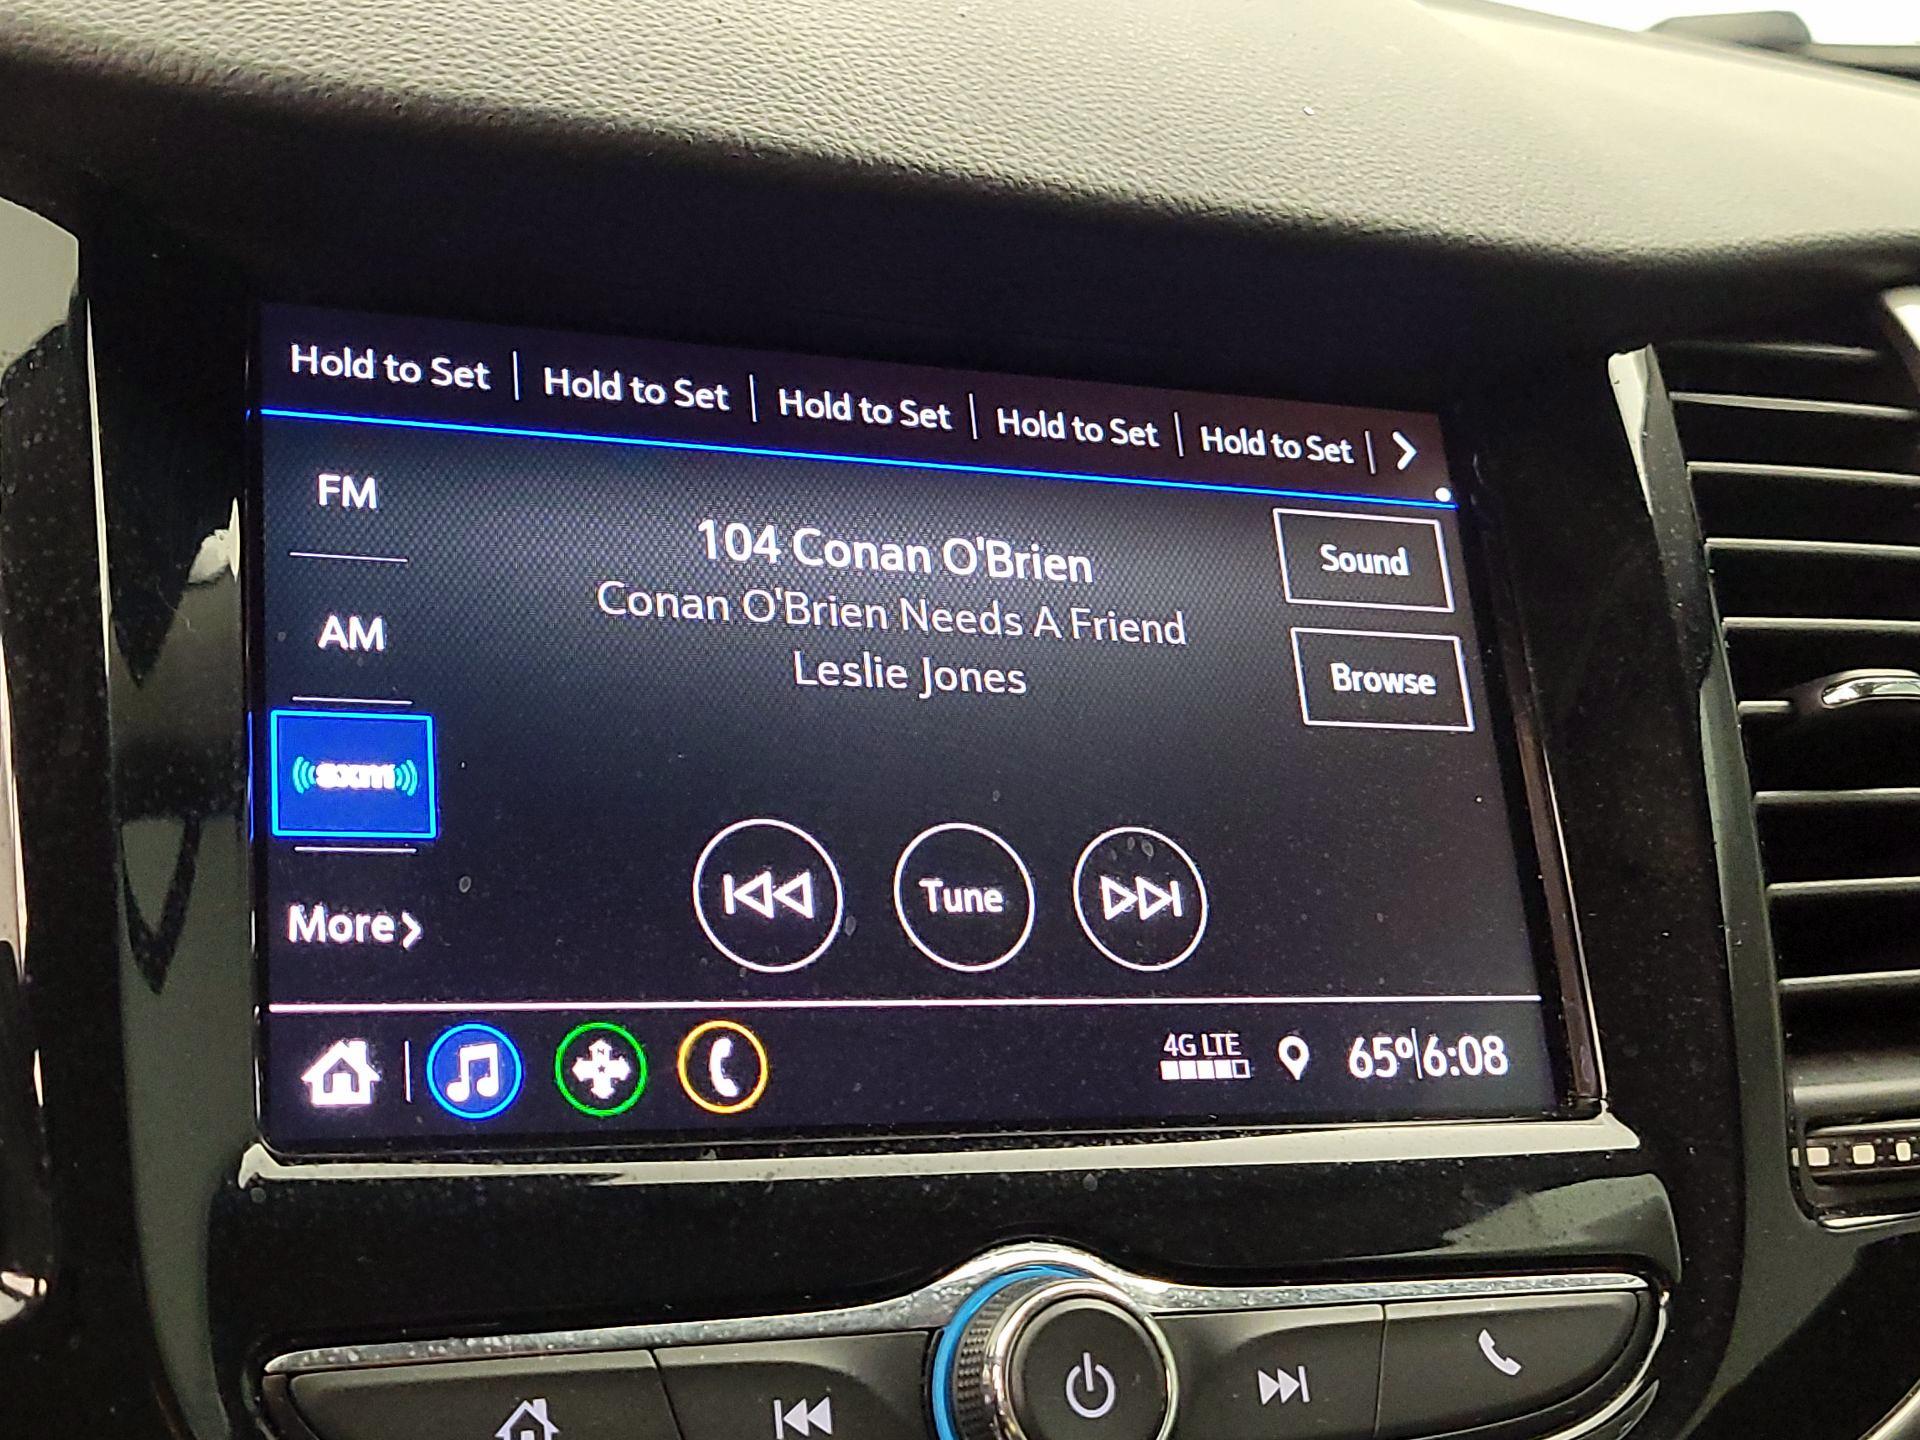 Hold to Set | Hold to Set | Hold to Set | Hold to Set | Hold to Set |
FM
104 Conan O'Brien
Sound
Conan O'Brien Needs A Friend
AM
Leslie Jones
Browse
sxm
Tune
More
4G LTE
65°|6:08